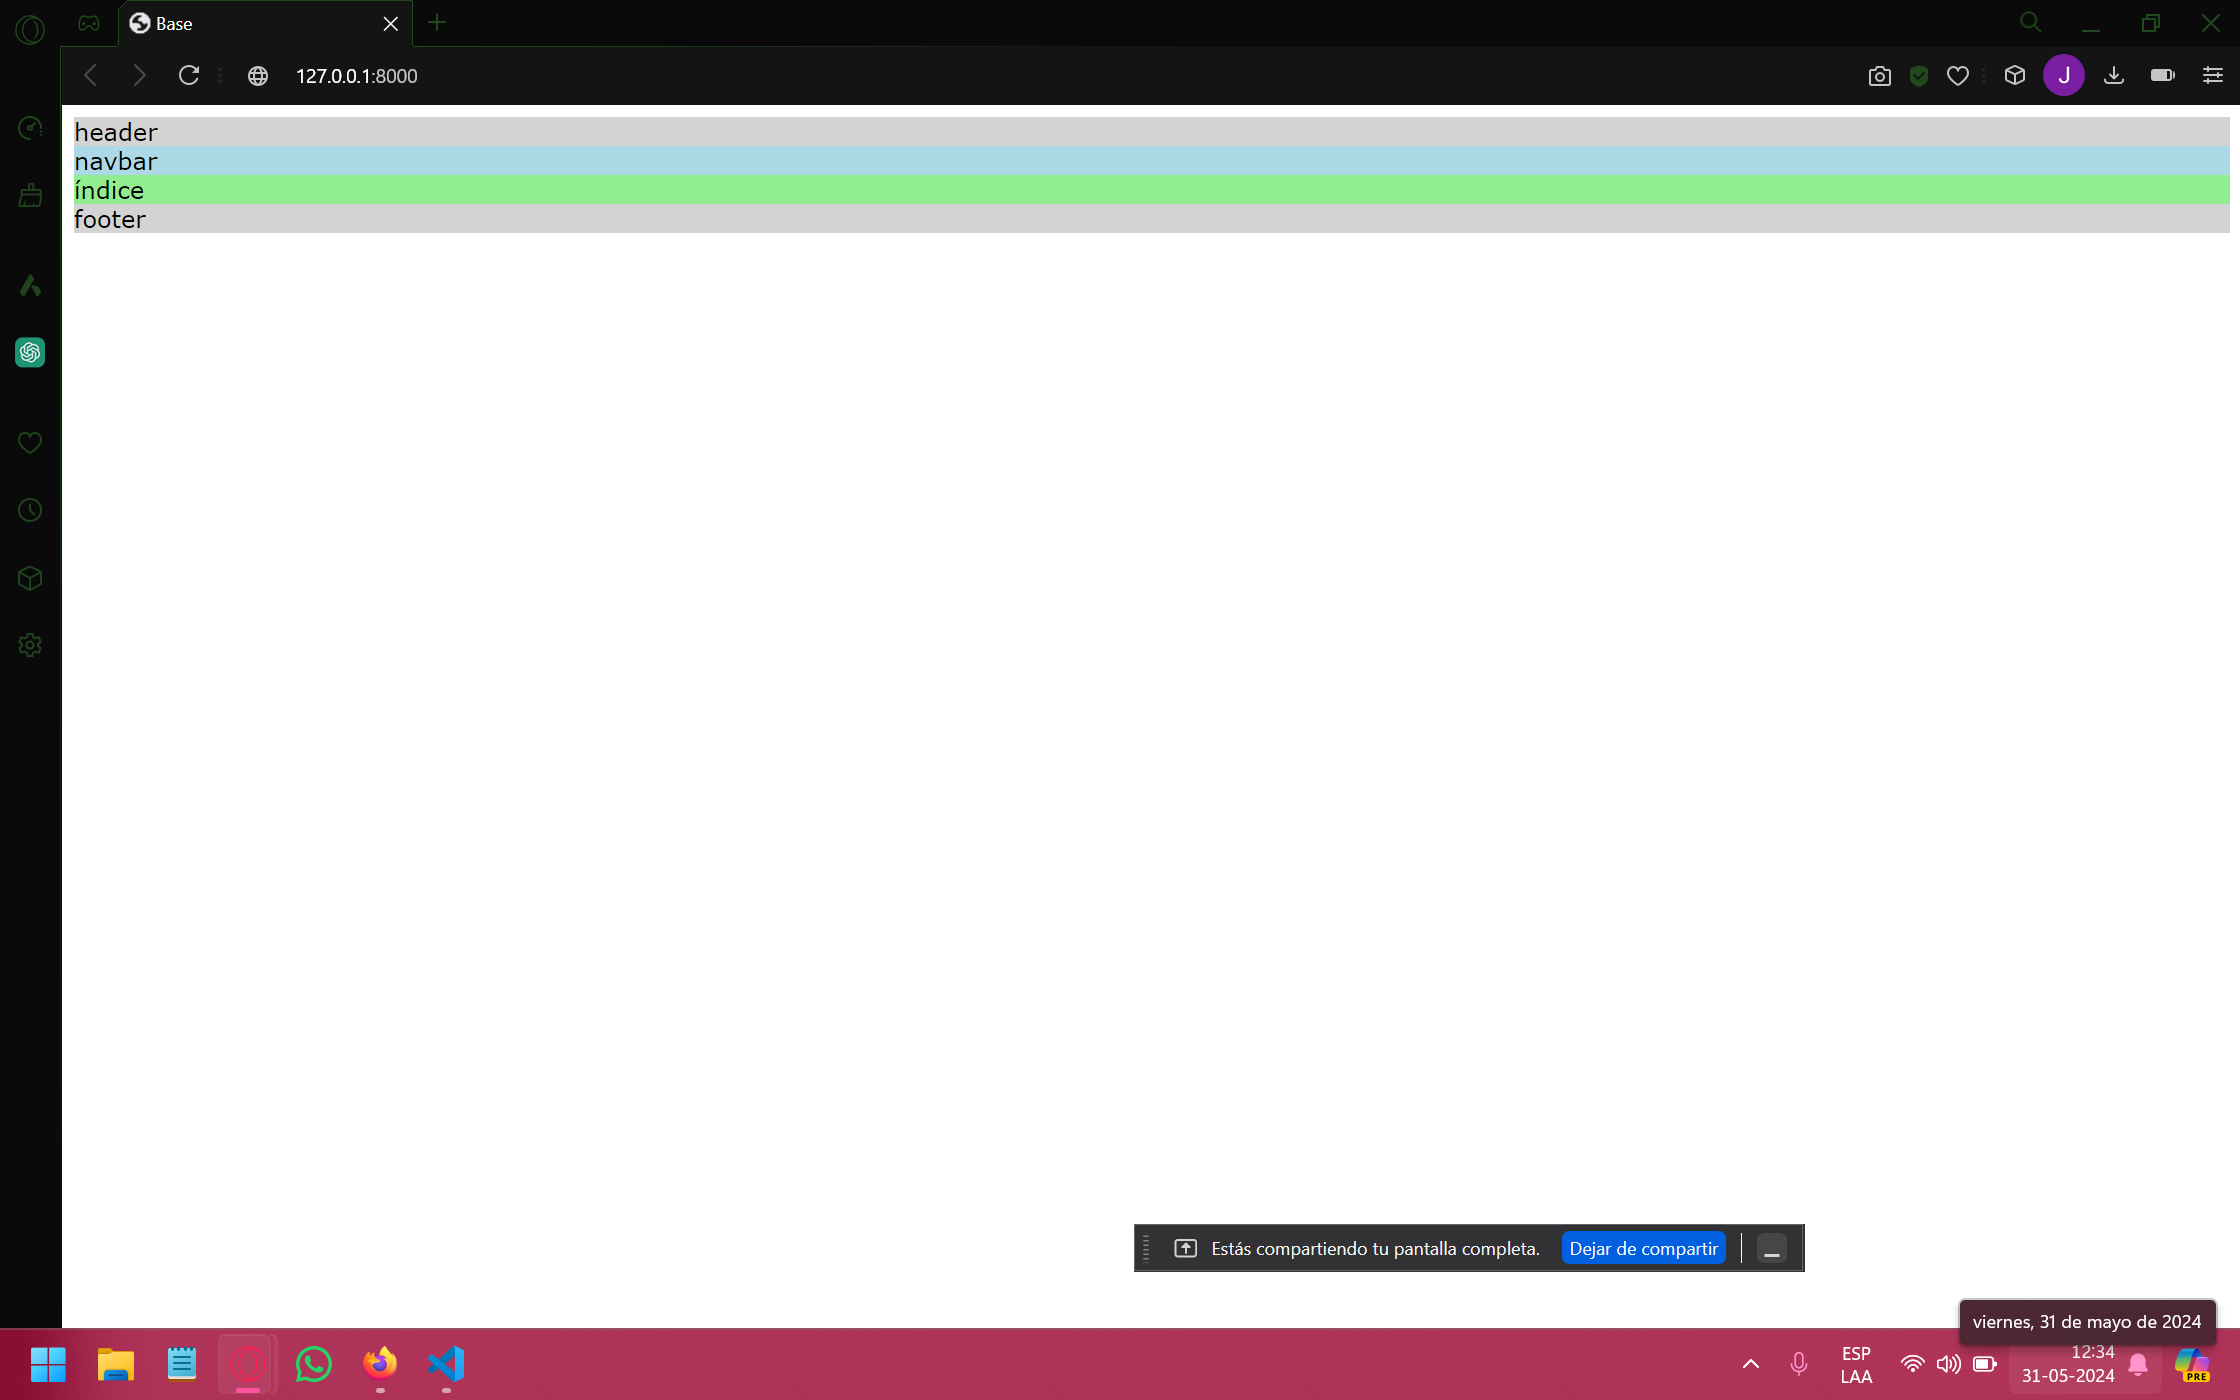 Base
127.0.0.1:8000
J
header
navbar
índice
footer
Estás compartiendo tu pantalla completa.
Dejar de compartir
viernes, 31 de mayo de 2024
ESP
LAA
12:34
31-05-2024
PRE